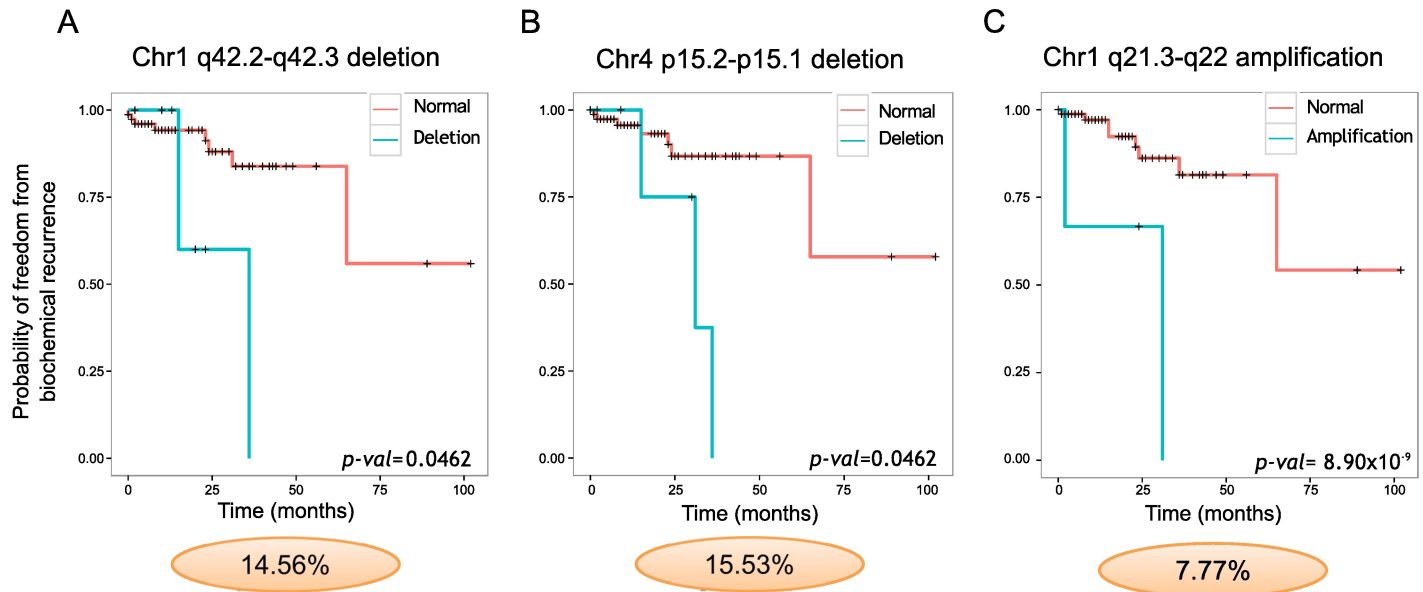 A
Chr1 q42.2-q42.3 deletion
Probability of freedom from
biochemical recurrence
1.00
0.75
0.50
0.25
0.00
Normal
Deletion
p-val=0.0462
0 25 50 75 100
Time (months)
14.56%
B
Chr4 p15.2-p15.1 deletion
1.00
0.75
0.50
0.25
0.00
Normal
Deletion
p-val=0.0462
0 25 50 75 100
Time (months)
15.53%
C
Chr1 q21.3-q22 amplification
1.00
0.75
0.50
0.25
0.00
Normal
Amplification
p-val= 8.90x10⁻⁹
0 25 50 75 100
Time (months)
7.77%